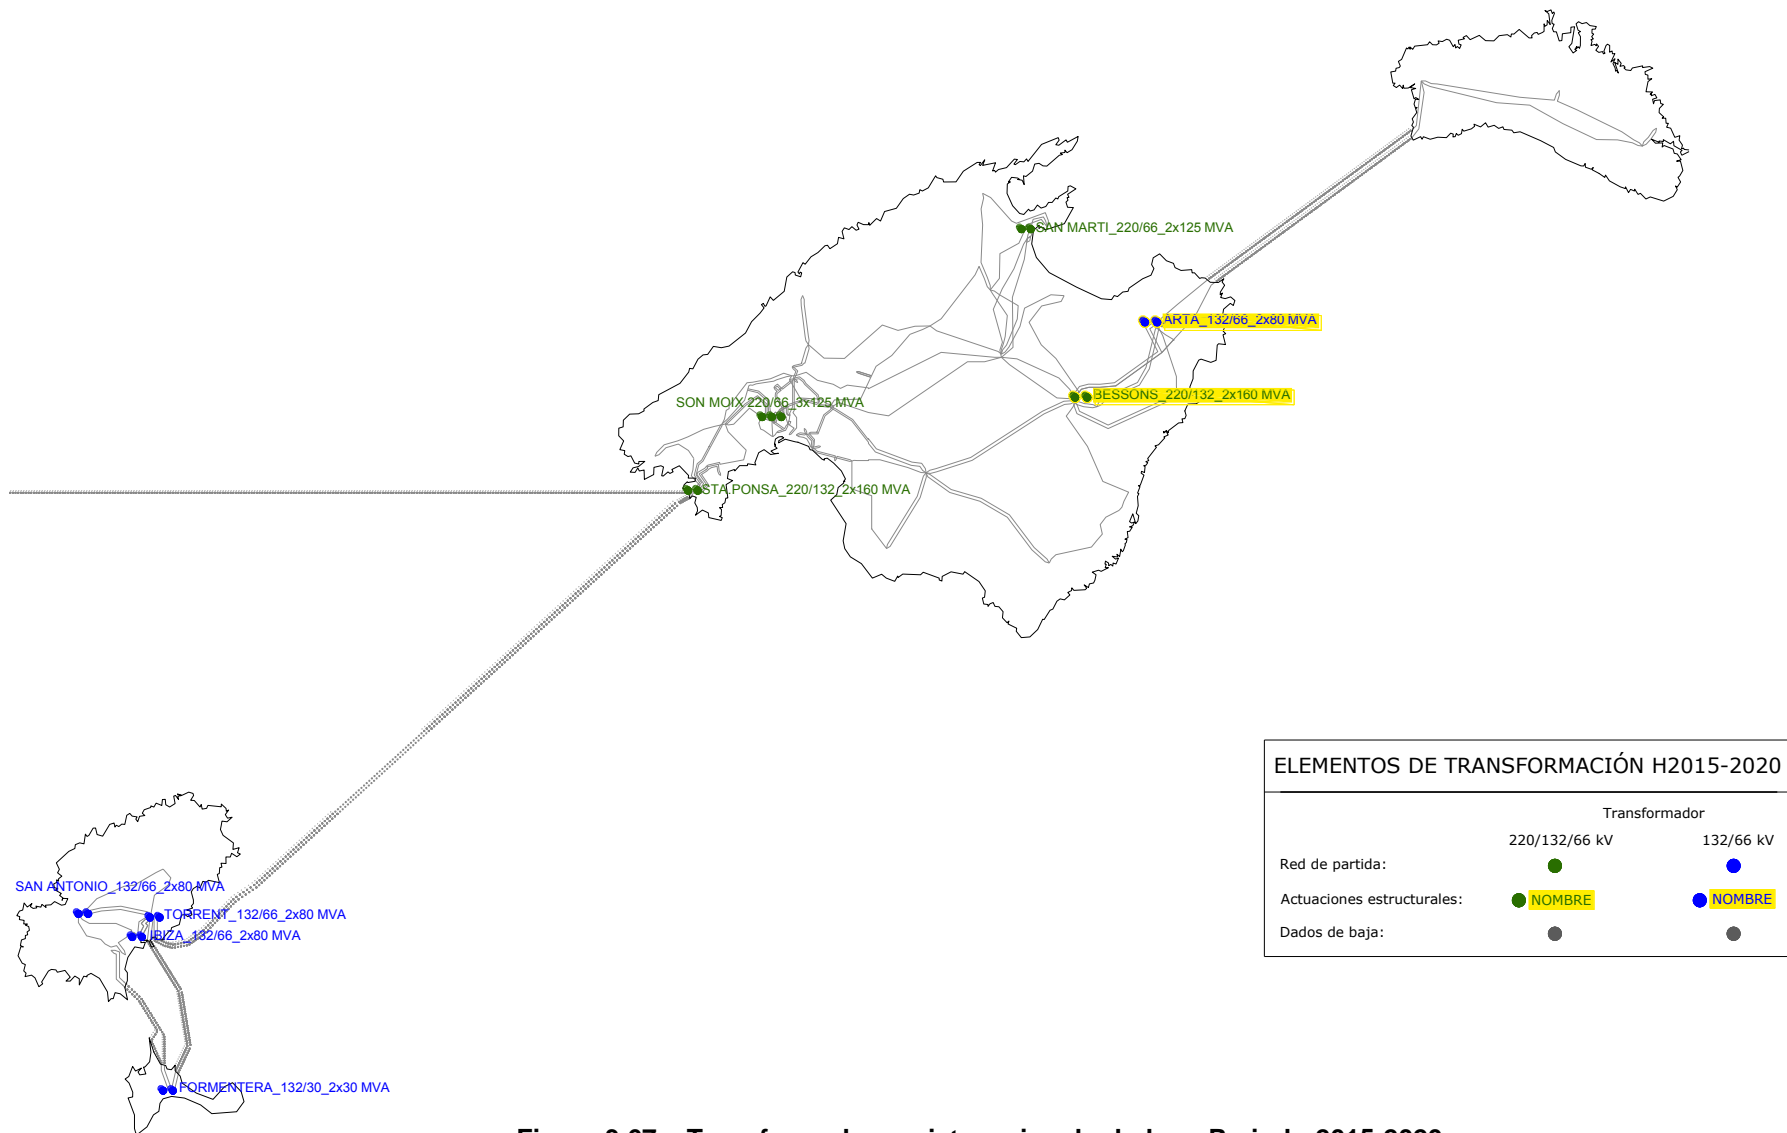 SAN MARTI_220/66_2x125 MVA
ARTA_132/66_2x80 MVA
BESSONS_220/132_2x160 MVA
SON MOIX 220/66_3x125 MVA
STA.PONSA_220/132_2x160 MVA
ELEMENTOS DE TRANSFORMACIÓN H2015-2020
Transformador
220/132/66 kV 132/66 kV
Red de partida:
Actuaciones estructurales: NOMBRE NOMBRE
Dados de baja:
SAN ANTONIO_132/66_2x80 MVA
TORRENT_132/66_2x80 MVA
IBIZA_132/66_2x80 MVA
FORMENTERA_132/30_2x30 MVA